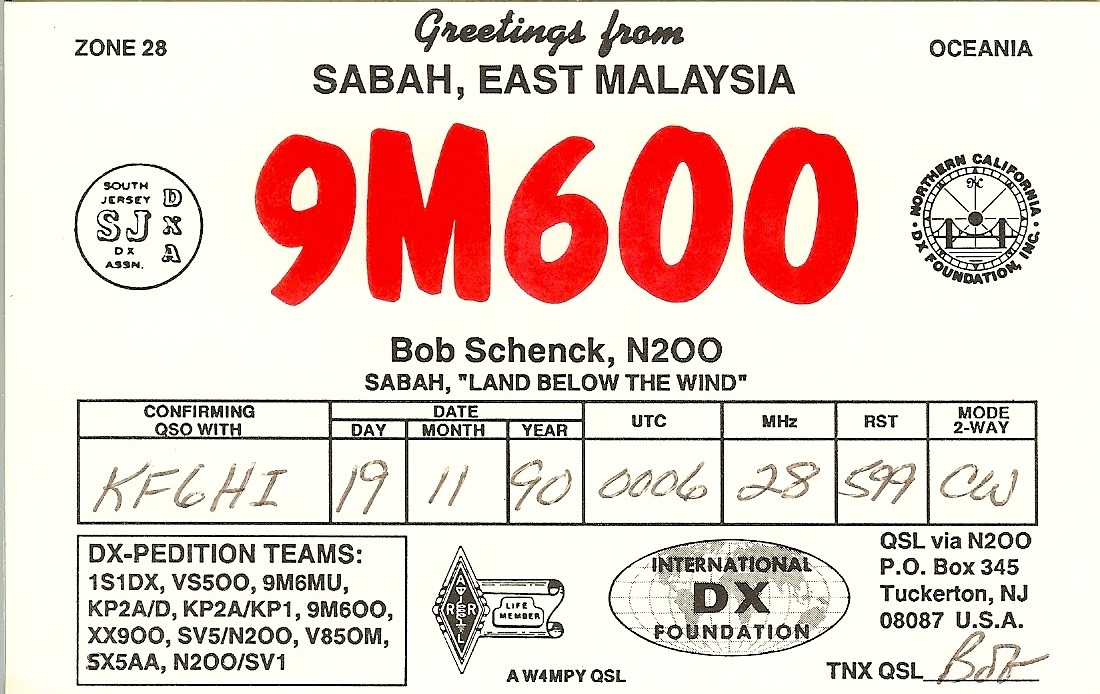 Greetings from
ZONE 28
OCEANIA
SABAH, EAST MALAYSIA
9M6OO
SOUTH
JERSEY
SJ
DX
ASSN.
DXA
NORTHERN CALIFORNIA
DX FOUNDATION, INC.
Bob Schenck, N2OO
SABAH, "LAND BELOW THE WIND"
CONFIRMING QSO WITH DATE DAY MONTH YEAR UTC MHz RST MODE 2-WAY
KF6HI 19 11 90 0006 28 599 CW
DX-PEDITION TEAMS:
1S1DX, VS5OO, 9M6MU,
KP2A/D, KP2A/KP1, 9M6OO,
XX9OO, SV5/N2OO, V85OM,
SX5AA, N2OO/SV1
ARRL
LIFE
MEMBER
A W4MPY QSL
INTERNATIONAL
DX
FOUNDATION
QSL via N2OO
P.O. Box 345
Tuckerton, NJ
08087 U.S.A.
TNX QSL Bob